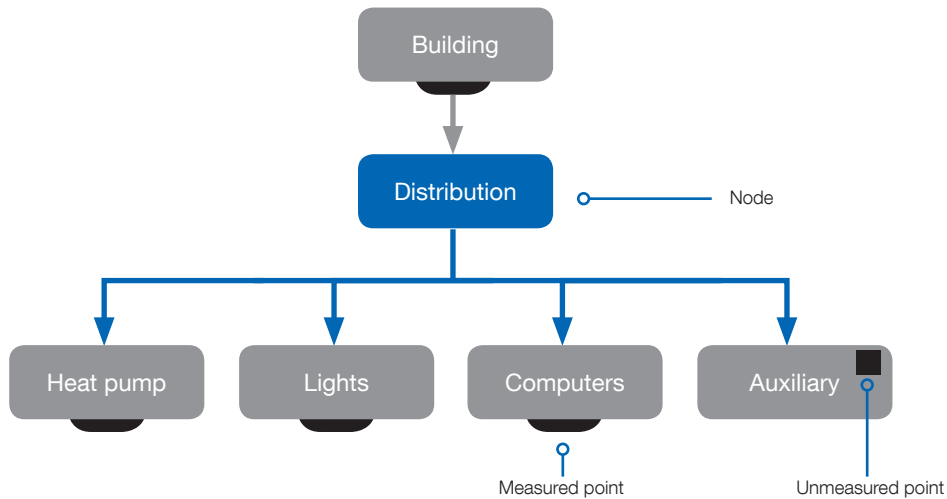 Building
Distribution
Node
Heat pump
Lights
Computers
Auxiliary
Measured point
Unmeasured point